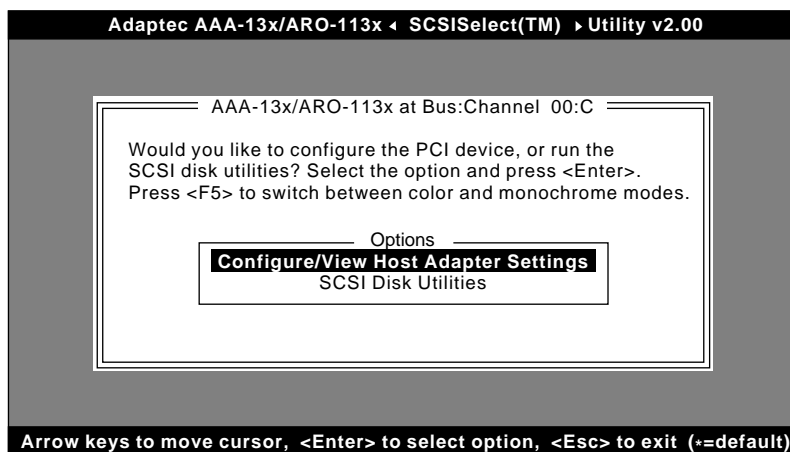 Adaptec AAA-13x/ARO-113x ◂ SCSISelect(TM) ▸ Utility v2.00
AAA-13x/ARO-113x at Bus:Channel 00:C
Would you like to configure the PCI device, or run the
SCSI disk utilities? Select the option and press <Enter>.
Press <F5> to switch between color and monochrome modes.
Options
Configure/View Host Adapter Settings
SCSI Disk Utilities
Arrow keys to move cursor, <Enter> to select option, <Esc> to exit (*=default)